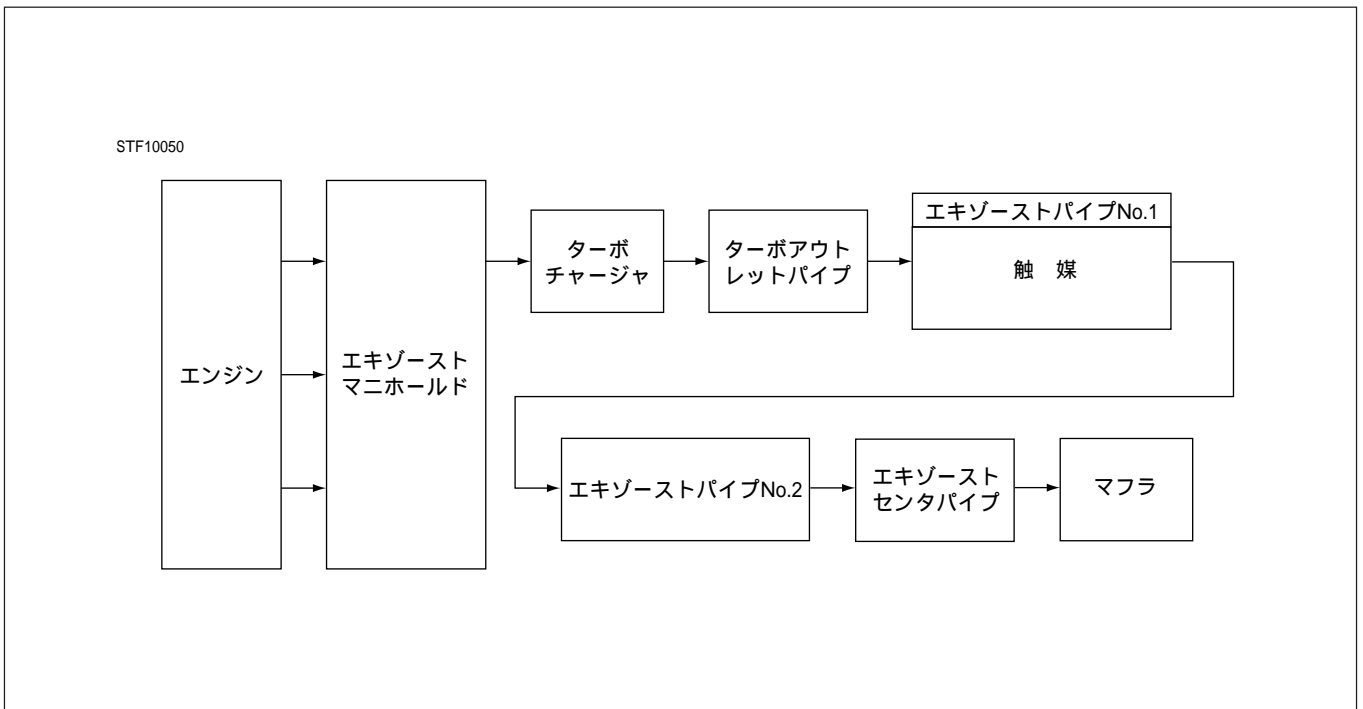 STF10050
エンジン
エキゾースト
マニホールド
ターボ
チャージャ
ターボアウト
レットパイプ
エキゾーストパイプNo.1
触　媒
エキゾーストパイプNo.2
エキゾースト
センタパイプ
マフラ